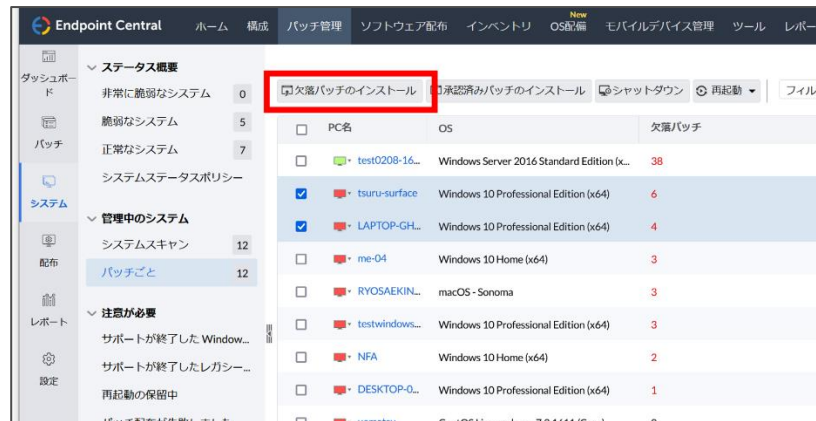 Endpoint Central ホーム 構成 パッチ管理 ソフトウェア配布 インベントリ New OS配備 モバイルデバイス管理 ツール レポー
ダッシュボード
パッチ
システム
配布
レポート
設定
ステータス概要
非常に脆弱なシステム 0
脆弱なシステム 5
正常なシステム 7
システムステータスポリシー
管理中のシステム
システムスキャン 12
パッチごと 12
注意が必要
サポートが終了した Window...
サポートが終了したレガシー...
再起動の保留中
欠落パッチのインストール 承認済みパッチのインストール シャットダウン 再起動 フィル
PC名 OS 欠落パッチ
test0208-16... Windows Server 2016 Standard Edition (x... 38
tsuru-surface Windows 10 Professional Edition (x64) 6
LAPTOP-GH... Windows 10 Professional Edition (x64) 4
me-04 Windows 10 Home (x64) 3
RYOSAEKIN... macOS - Sonoma 3
testwindows... Windows 10 Professional Edition (x64) 3
NFA Windows 10 Home (x64) 2
DESKTOP-0... Windows 10 Professional Edition (x64) 1